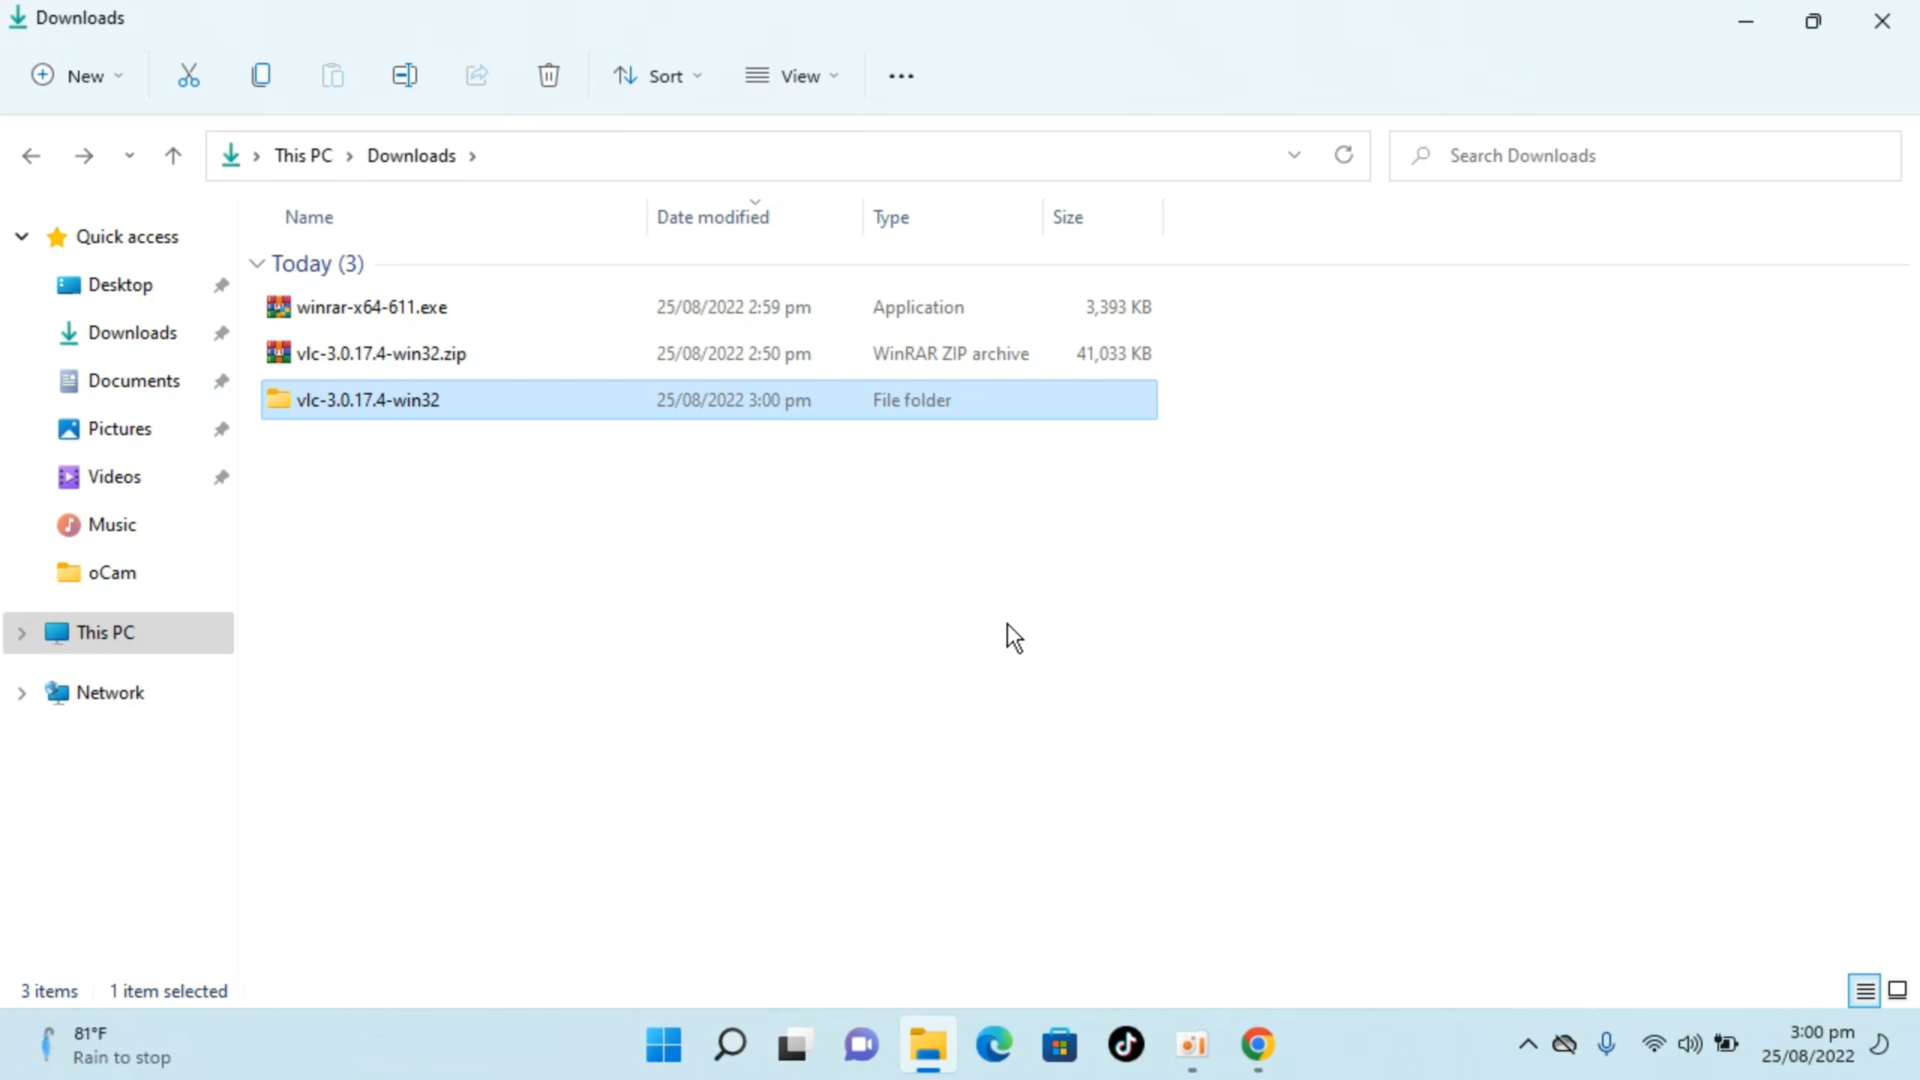 Downloads
New
Sort
View
This PC
Downloads
Search Downloads
Name
Date modified
Type
Size
Quick access
Desktop
Downloads
Documents
Pictures
Videos
Music
oCam
This PC
Network
Today (3)
winrar-x64-611.exe 25/08/2022 2:59 pm Application 3,393 KB
vlc-3.0.17.4-win32.zip 25/08/2022 2:50 pm WinRAR ZIP archive 41,033 KB
vlc-3.0.17.4-win32 25/08/2022 3:00 pm File folder
3 items 1 item selected
81°F
Rain to stop
3:00 pm
25/08/2022